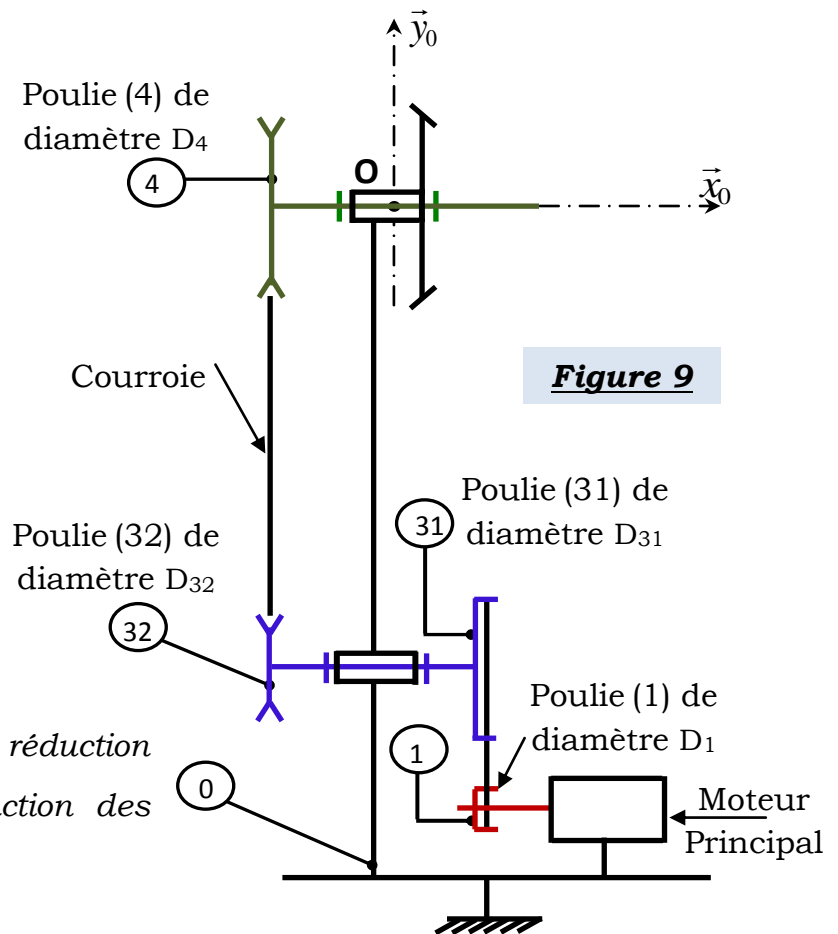 y₀
Poulie (4) de
diamètre D₄
4
O
x₀
Courroie
Figure 9
Poulie (31) de
diamètre D₃₁
31
Poulie (32) de
diamètre D₃₂
32
Poulie (1) de
diamètre D₁
1
réduction
0
ction des
Moteur
Principal